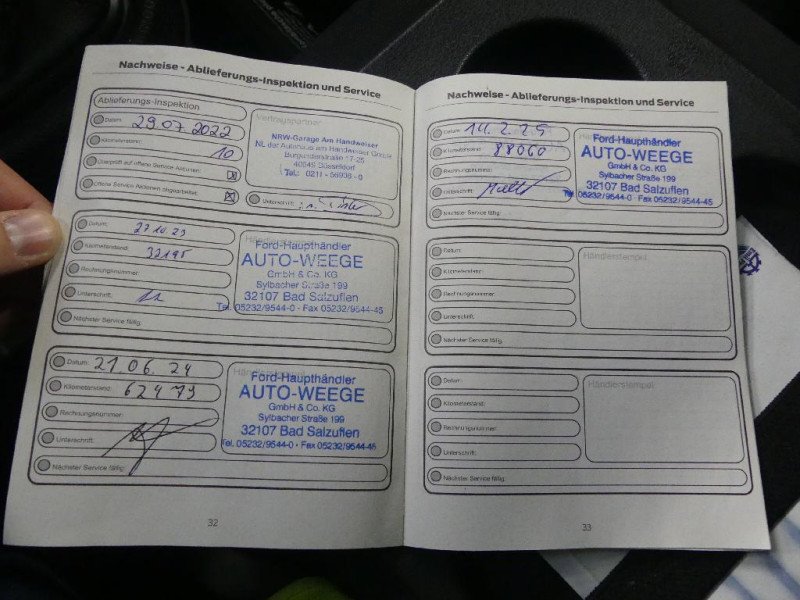 Nachweise - Ablieferungs-Inspektion und Service
Ablieferungs-Inspektion
Datum: 29.07.2022
Kilometerstand: 10
Überprüft auf offene Service Aktionen:
Offene Service Aktionen abgearbeitet:
Vertragspartner
NRW-Garage Am Handweiser
NL der Autohaus am Handweiser GmbH
Burgunderstraße 17-25
Tel.: 0211
Unterschrift:
Datum: 27.10.23
Kilometerstand: 32195
Rechnungsnummer:
Unterschrift:
Nächster Service fällig:
Ford-Haupthändler
AUTO-WEEGE
GmbH & Co. KG
Sylbacher Straße 199
32107 Bad Salzuflen
Tel. 05232/9544-0 - Fax 05232/9544-45
Datum: 21.06.24
Kilometerstand: 62479
Rechnungsnummer:
Unterschrift:
Nächster Service fällig:
Ford-Haupthändler
AUTO-WEEGE
GmbH & Co. KG
Sylbacher Straße 199
32107 Bad Salzuflen
Tel. 05232/9544-0 - Fax 05232/9544-45
32
Nachweise - Ablieferungs-Inspektion und Service
Datum: 14.2.25
Kilometerstand: 88060
Rechnungsnummer:
Unterschrift:
Nächster Service fällig:
Ford-Haupthändler
AUTO-WEEGE
GmbH & Co. KG
Sylbacher Straße 199
32107 Bad Salzuflen
Tel. 05232/9544-0 - Fax 05232/9544-45
Datum:
Kilometerstand:
Rechnungsnummer:
Unterschrift:
Nächster Service fällig:
Händlerstempel
Datum:
Kilometerstand:
Rechnungsnummer:
Unterschrift:
Nächster Service fällig:
Händlerstempel
33